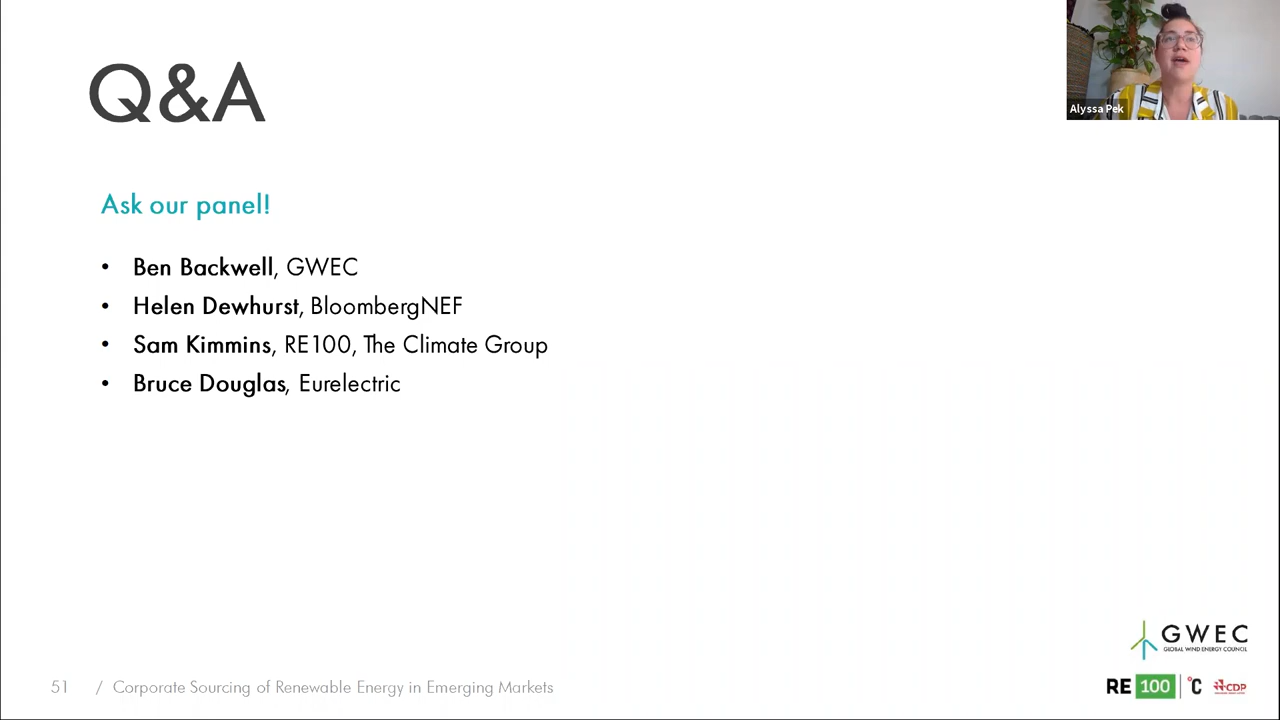 Q&A
Alyssa Pek
Ask our panel!
• Ben Backwell, GWEC
• Helen Dewhurst, BloombergNEF
• Sam Kimmins, RE100, The Climate Group
• Bruce Douglas, Eurelectric
GWEC
GLOBAL WIND ENERGY COUNCIL
51 / Corporate Sourcing of Renewable Energy in Emerging Markets
RE 100 °C CDP